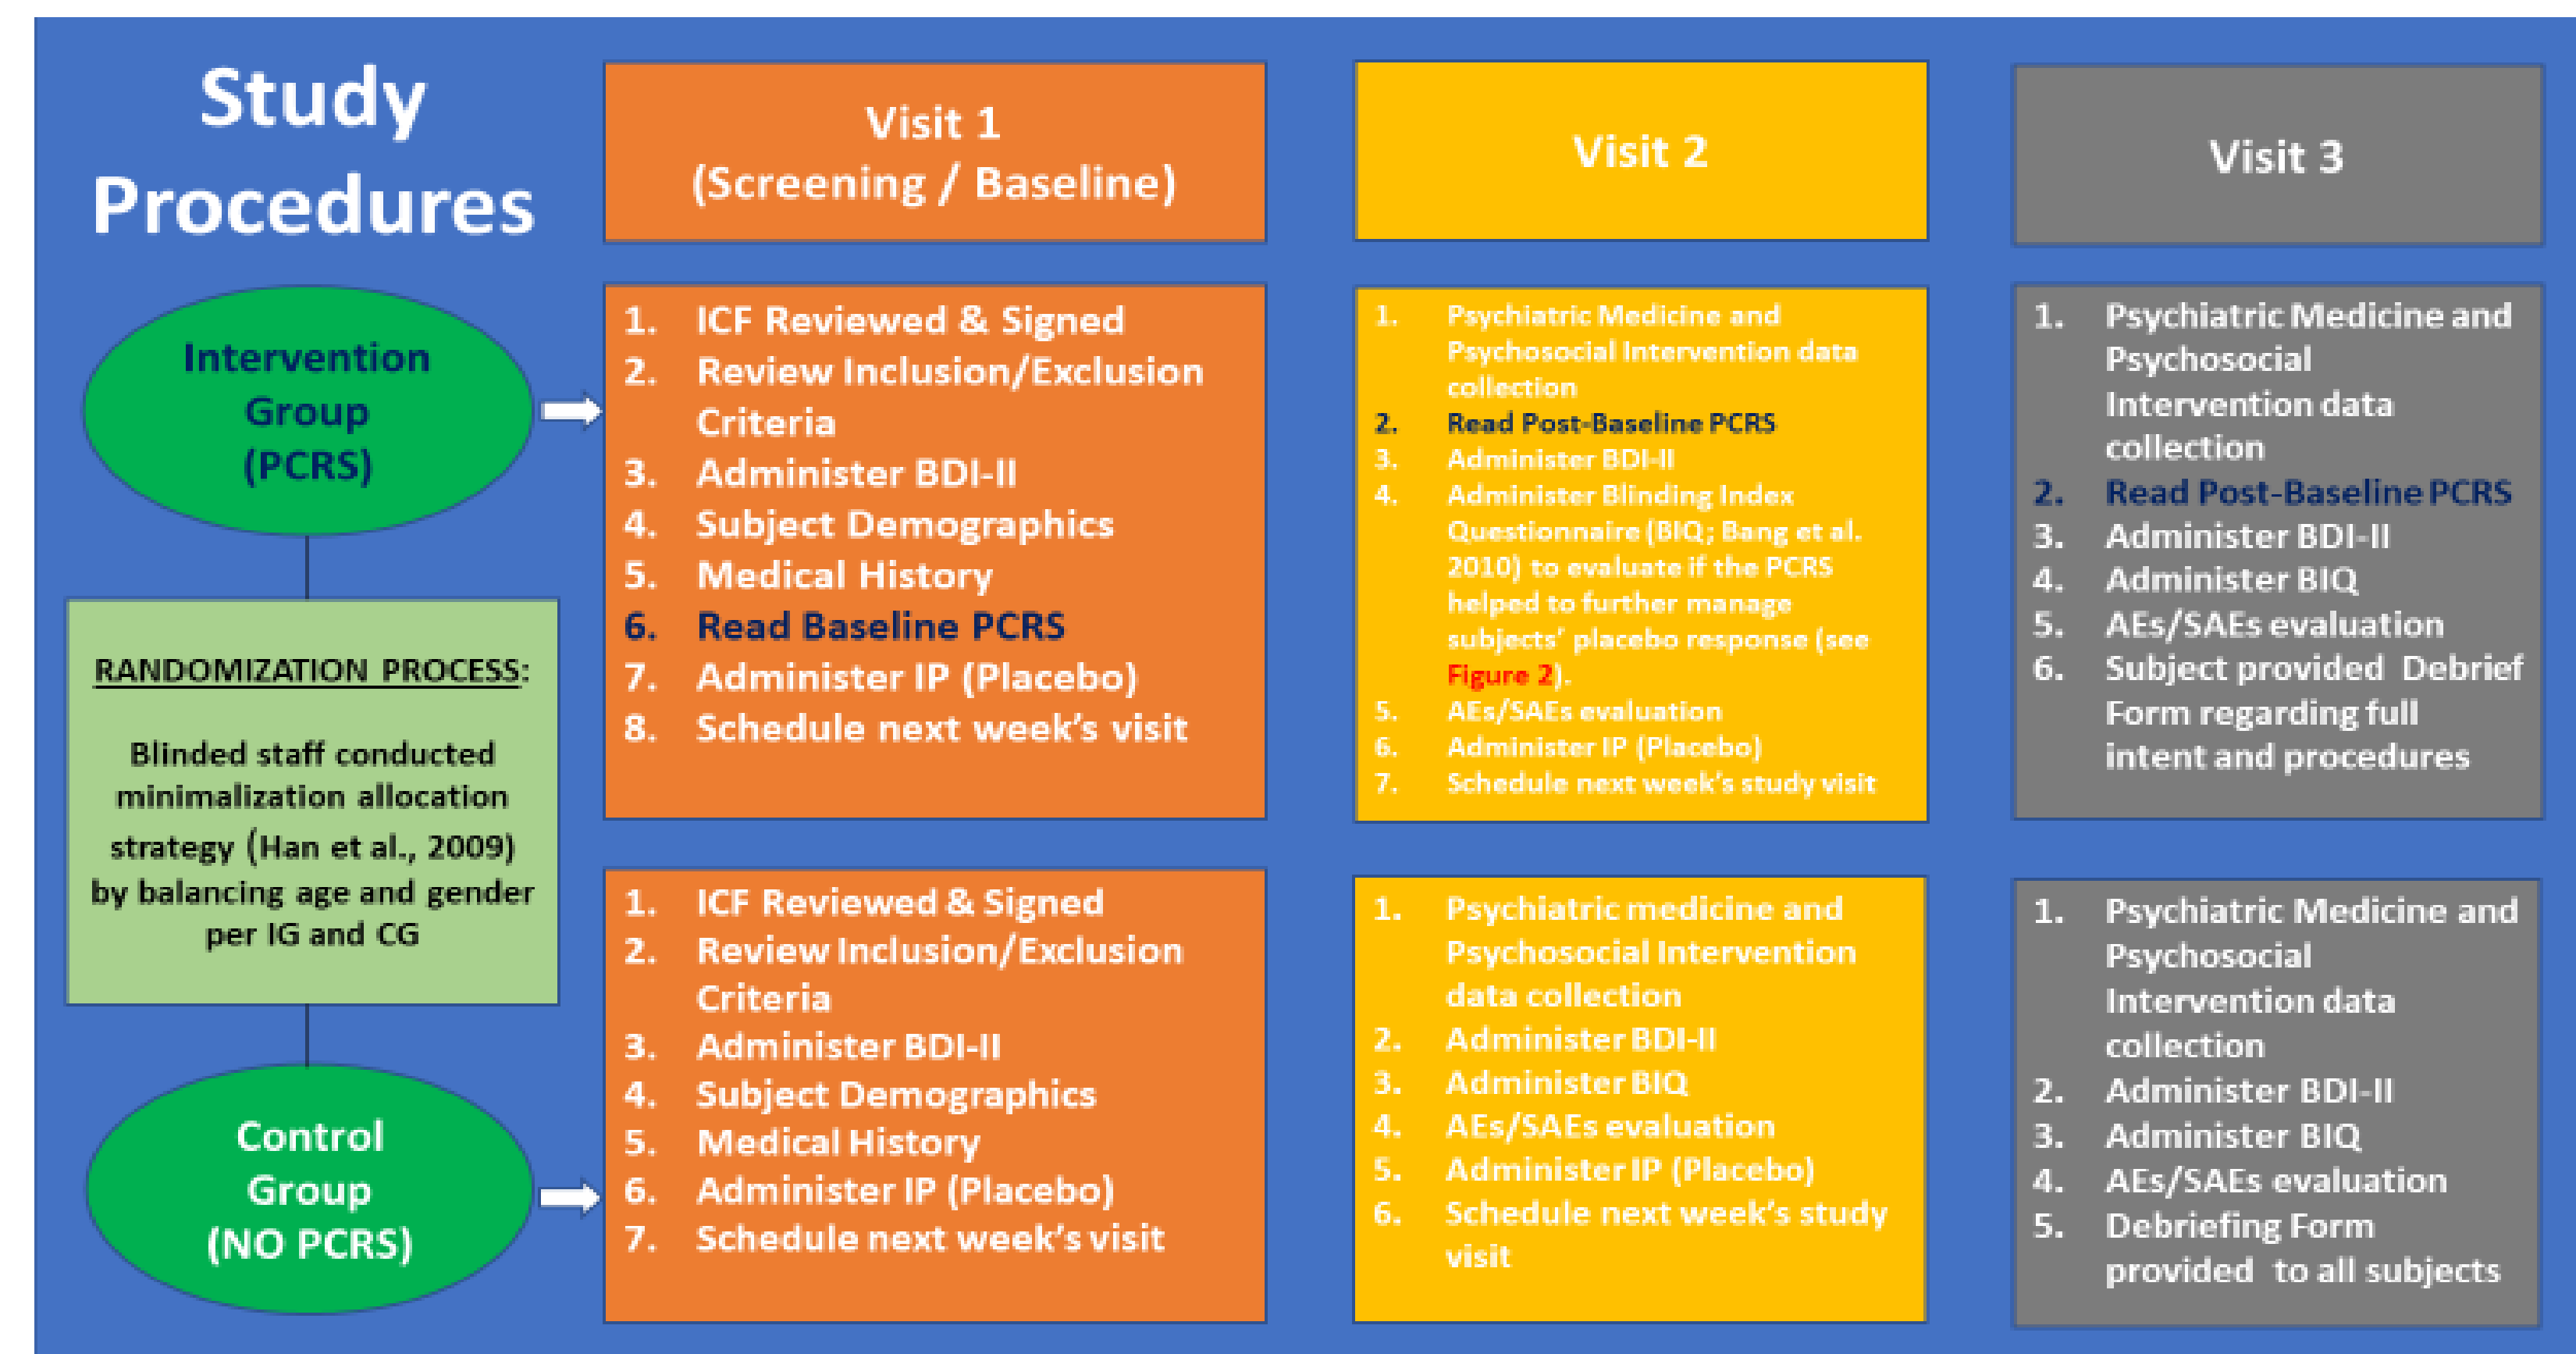 Study
Procedures
Visit 1
(Screening / Baseline)
Visit 2
Visit 3
Intervention
Group
(PCRS)
1. ICF Reviewed & Signed
2. Review Inclusion/Exclusion
Criteria
3. Administer BDI-II
4. Subject Demographics
5. Medical History
6. Read Baseline PCRS
7. Administer IP (Placebo)
8. Schedule next week's visit
1. Psychiatric Medicine and
Psychosocial Intervention data
collection
2. Read Post-Baseline PCRS
3. Administer BDI-II
4. Administer Blinding Index
Questionnaire (BIQ; Bang et al.
2010) to evaluate if the PCRS
helped to further manage
subjects' placebo response (see
Figure 2).
5. AEs/SAEs evaluation
6. Administer IP (Placebo)
7. Schedule next week's study visit
1. Psychiatric Medicine and
Psychosocial
Intervention data
collection
2. Read Post-Baseline PCRS
3. Administer BDI-II
4. Administer BIQ
5. AEs/SAEs evaluation
6. Subject provided Debrief
Form regarding full
intent and procedures
RANDOMIZATION PROCESS:
Blinded staff conducted
minimalization allocation
strategy (Han et al., 2009)
by balancing age and gender
per IG and CG
Control
Group
(NO PCRS)
1. ICF Reviewed & Signed
2. Review Inclusion/Exclusion
Criteria
3. Administer BDI-II
4. Subject Demographics
5. Medical History
6. Administer IP (Placebo)
7. Schedule next week's visit
1. Psychiatric medicine and
Psychosocial Intervention
data collection
2. Administer BDI-II
3. Administer BIQ
4. AEs/SAEs evaluation
5. Administer IP (Placebo)
6. Schedule next week's study
visit
1. Psychiatric Medicine and
Psychosocial
Intervention data
collection
2. Administer BDI-II
3. Administer BIQ
4. AEs/SAEs evaluation
5. Debriefing Form
provided to all subjects